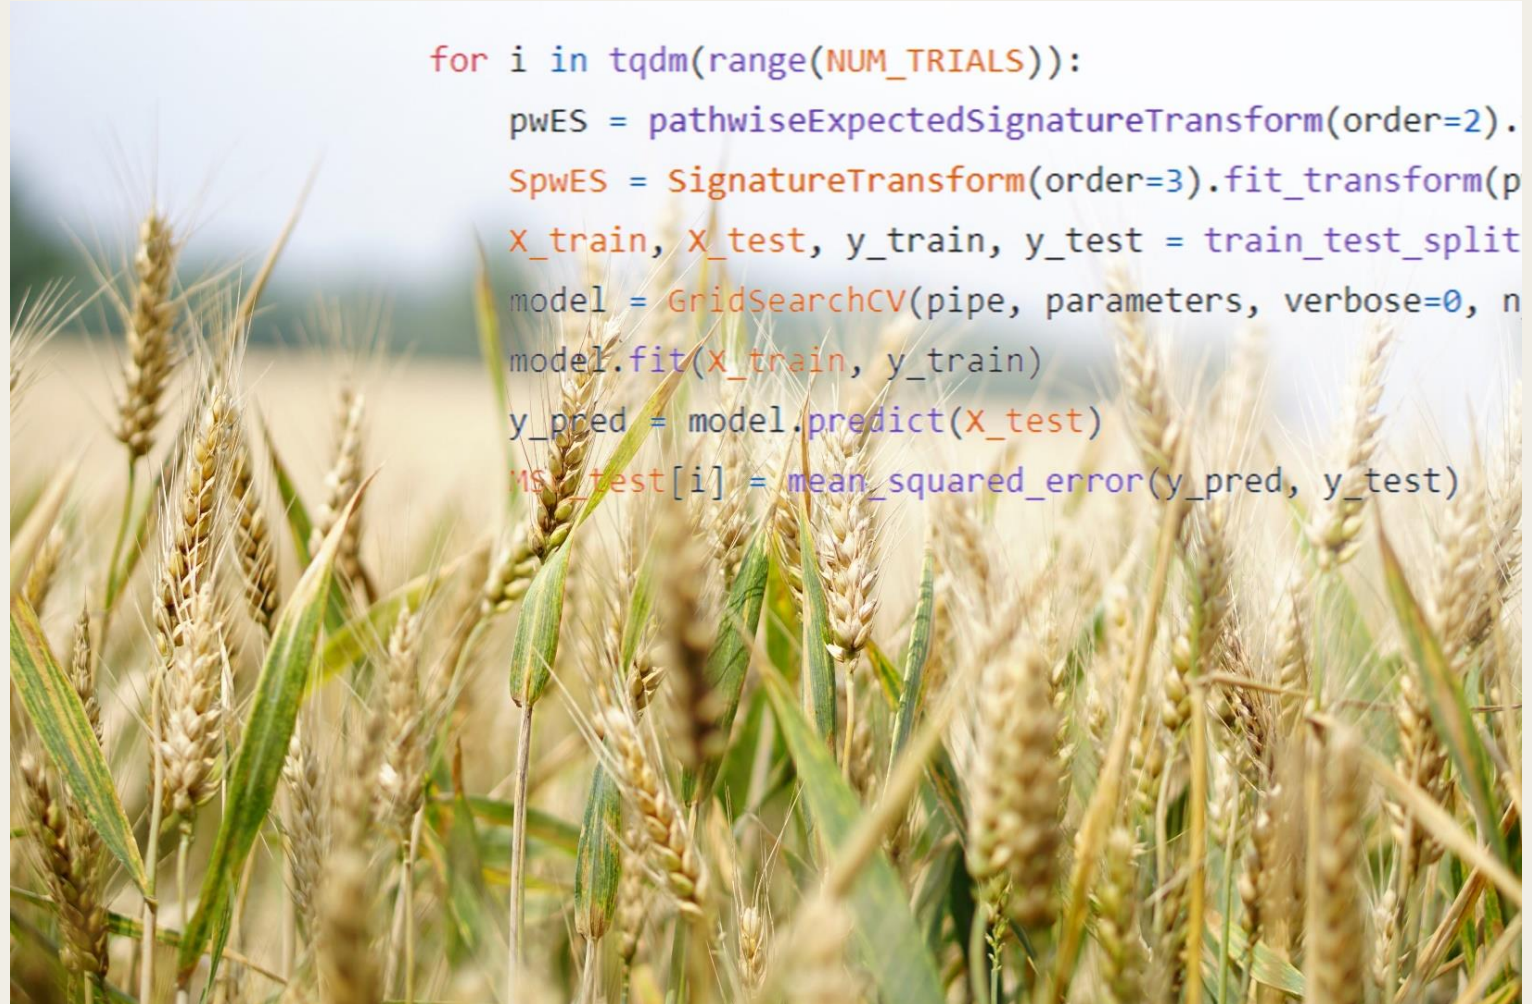 for i in tqdm(range(NUM_TRIALS)):
pwES = pathwiseExpectedSignatureTransform(order=2).
SpwES = SignatureTransform(order=3).fit_transform(p
X_train, X_test, y_train, y_test = train_test_split
model = GridSearchCV(pipe, parameters, verbose=0, n
model.fit(X_train, y_train)
y_pred = model.predict(X_test)
MSE_test[i] = mean_squared_error(y_pred, y_test)